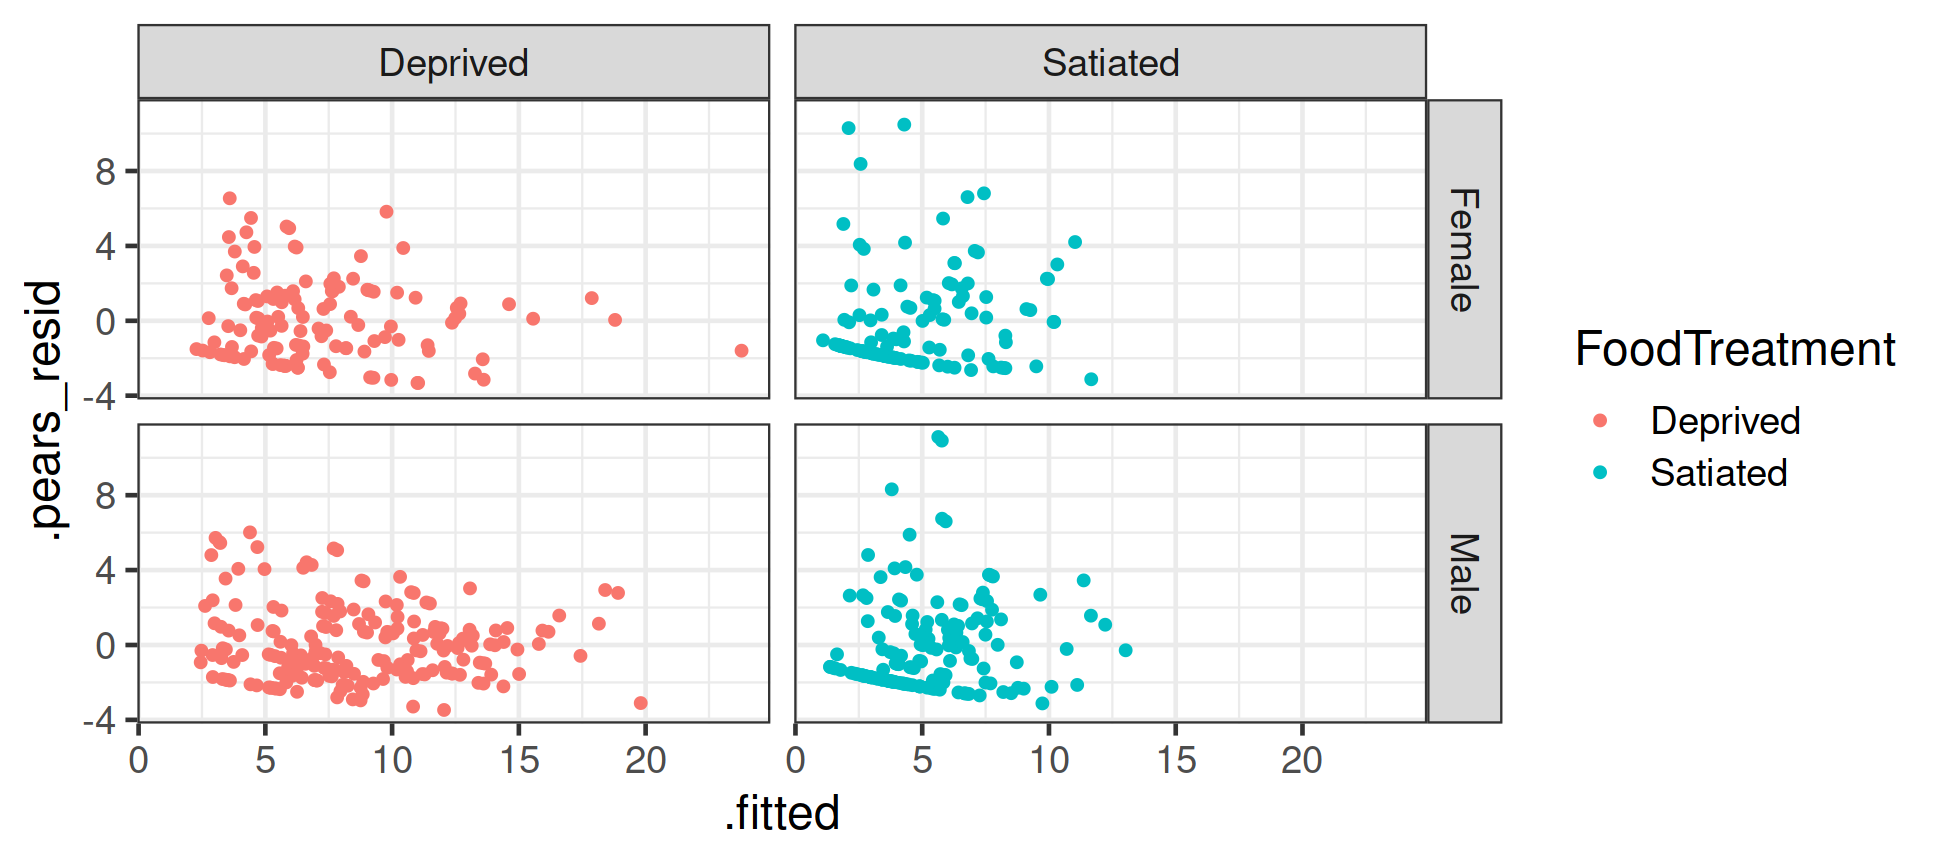 Deprived
Satiated
8
4
0
-4
Female
8
4
0
-4
Male
0 5 10 15 20
0 5 10 15 20
.fitted
.pears_resid
FoodTreatment
Deprived
Satiated